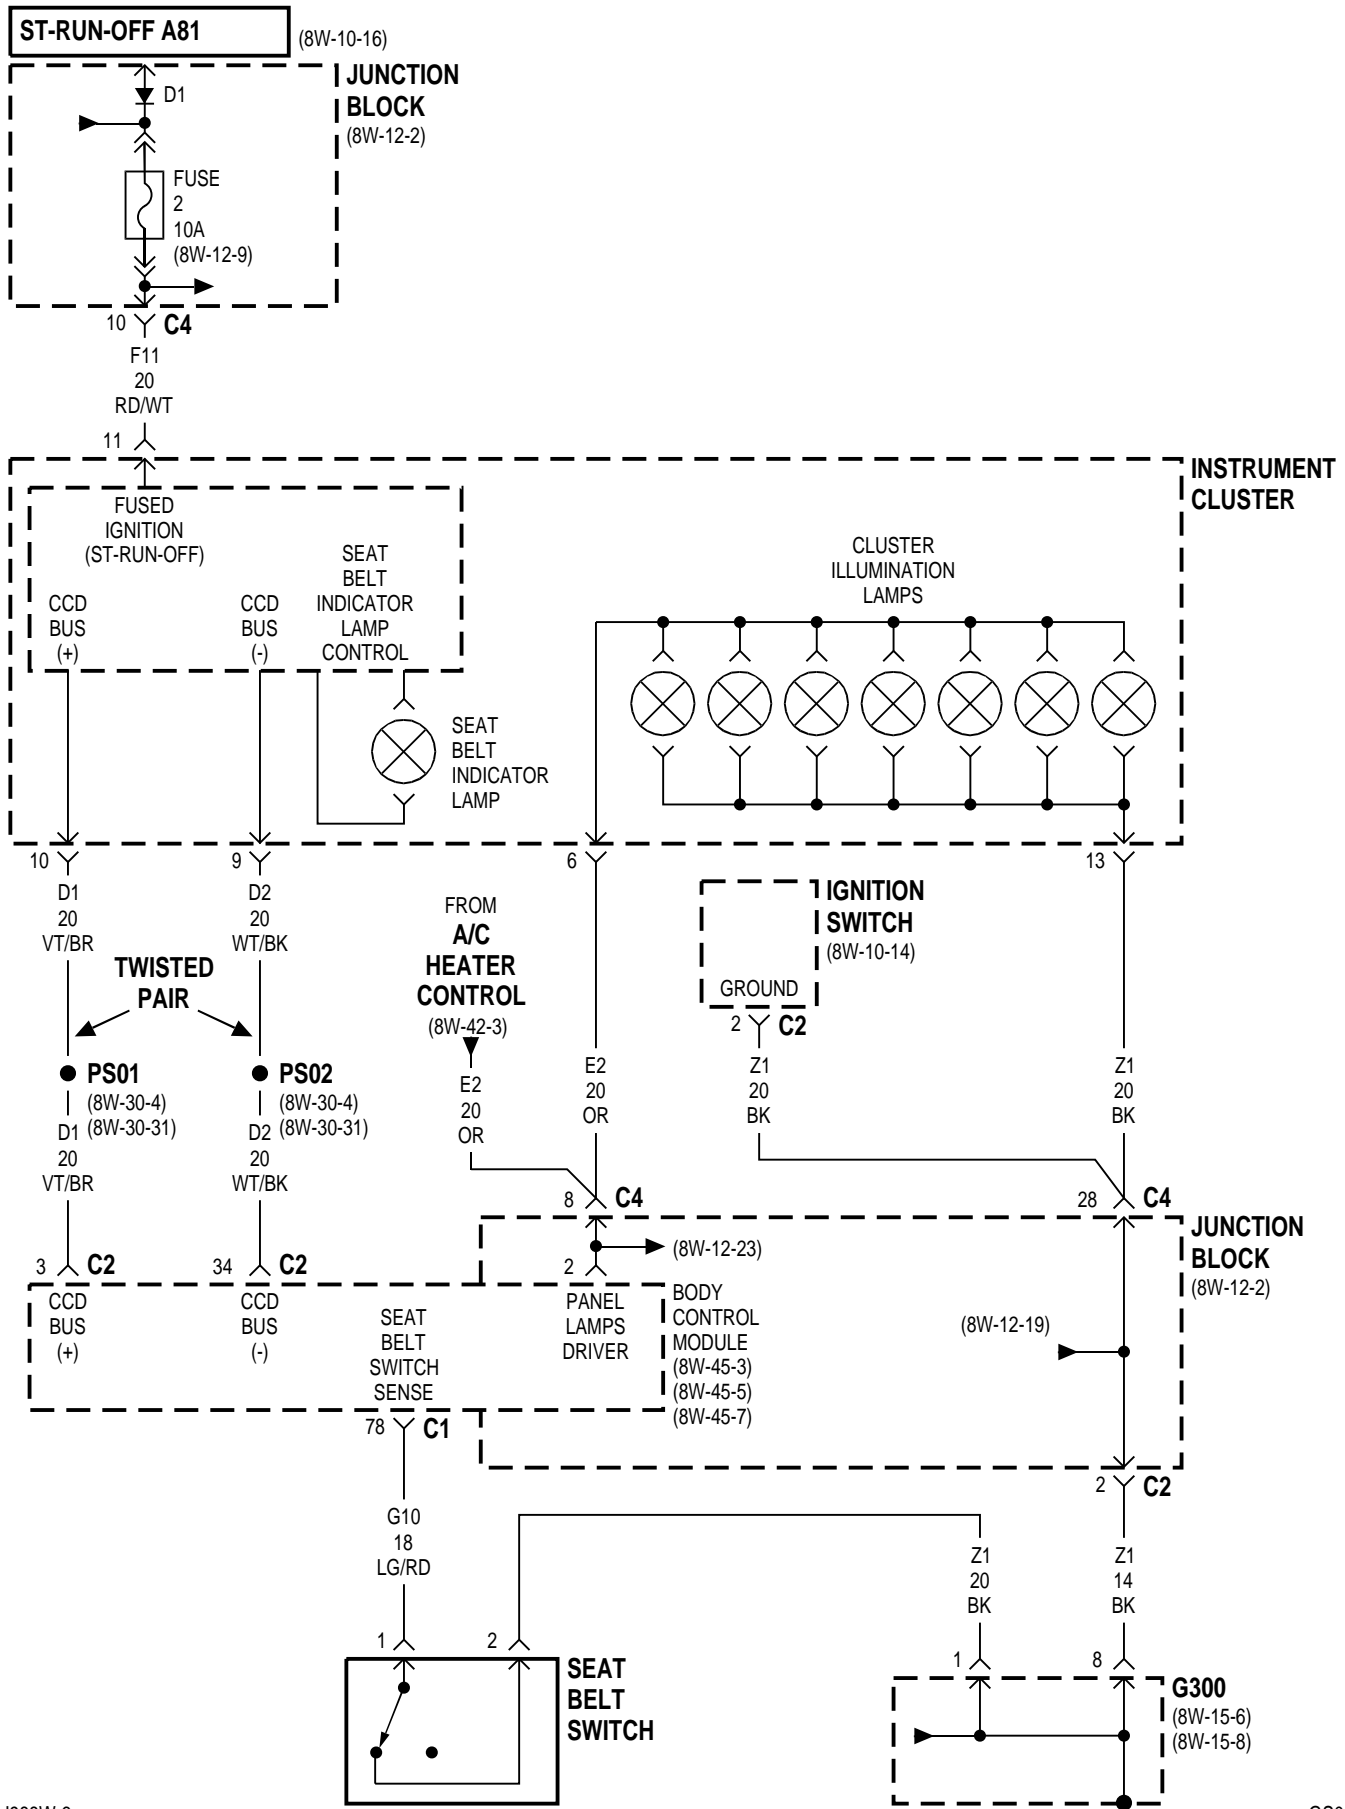 ST-RUN-OFF A81
(8W-10-16)
JUNCTION
BLOCK
(8W-12-2)
D1
FUSE
2
10A
(8W-12-9)
10
C4
F11
20
RD/WT
11
INSTRUMENT
CLUSTER
FUSED
IGNITION
(ST-RUN-OFF)
CCD
BUS
(+)
CCD
BUS
(-)
SEAT
BELT
INDICATOR
LAMP
CONTROL
SEAT
BELT
INDICATOR
LAMP
CLUSTER
ILLUMINATION
LAMPS
10
9
6
13
D1
20
VT/BR
D2
20
WT/BK
TWISTED
PAIR
FROM
A/C
HEATER
CONTROL
(8W-42-3)
IGNITION
SWITCH
(8W-10-14)
GROUND
2
C2
PS01
(8W-30-4)
(8W-30-31)
PS02
(8W-30-4)
(8W-30-31)
E2
20
OR
E2
20
OR
Z1
20
BK
Z1
20
BK
D1
20
VT/BR
D2
20
WT/BK
8
C4
28
C4
JUNCTION
BLOCK
(8W-12-2)
3
C2
34
C2
2
(8W-12-23)
CCD
BUS
(+)
CCD
BUS
(-)
SEAT
BELT
SWITCH
SENSE
PANEL
LAMPS
DRIVER
BODY
CONTROL
MODULE
(8W-45-3)
(8W-45-5)
(8W-45-7)
(8W-12-19)
78
C1
2
C2
G10
18
LG/RD
Z1
20
BK
Z1
14
BK
1
2
SEAT
BELT
SWITCH
1
8
G300
(8W-15-6)
(8W-15-8)